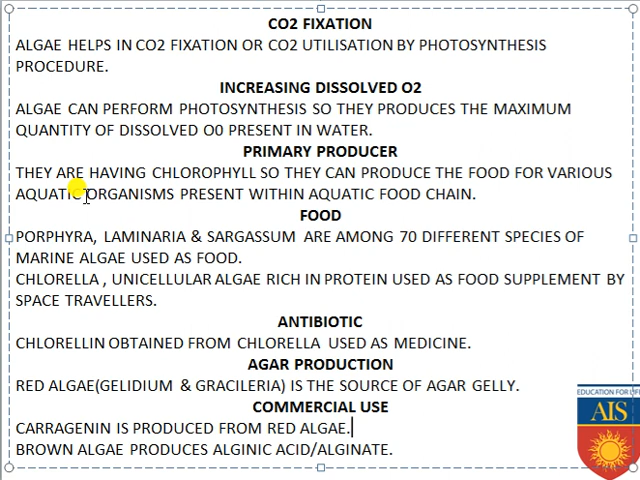 CO2 FIXATION
ALGAE HELPS IN CO2 FIXATION OR CO2 UTILISATION BY PHOTOSYNTHESIS
PROCEDURE.
INCREASING DISSOLVED O2
ALGAE CAN PERFORM PHOTOSYNTHESIS SO THEY PRODUCES THE MAXIMUM
QUANTITY OF DISSOLVED O0 PRESENT IN WATER.
PRIMARY PRODUCER
THEY ARE HAVING CHLOROPHYLL SO THEY CAN PRODUCE THE FOOD FOR VARIOUS
AQUATIC ORGANISMS PRESENT WITHIN AQUATIC FOOD CHAIN.
FOOD
PORPHYRA, LAMINARIA & SARGASSUM ARE AMONG 70 DIFFERENT SPECIES OF
MARINE ALGAE USED AS FOOD.
CHLORELLA , UNICELLULAR ALGAE RICH IN PROTEIN USED AS FOOD SUPPLEMENT BY
SPACE TRAVELLERS.
ANTIBIOTIC
CHLORELLIN OBTAINED FROM CHLORELLA USED AS MEDICINE.
AGAR PRODUCTION
RED ALGAE(GELIDIUM & GRACILERIA) IS THE SOURCE OF AGAR GELLY.
COMMERCIAL USE
CARRAGENIN IS PRODUCED FROM RED ALGAE.
BROWN ALGAE PRODUCES ALGINIC ACID/ALGINATE.
EDUCATION FOR LIFE
AIS